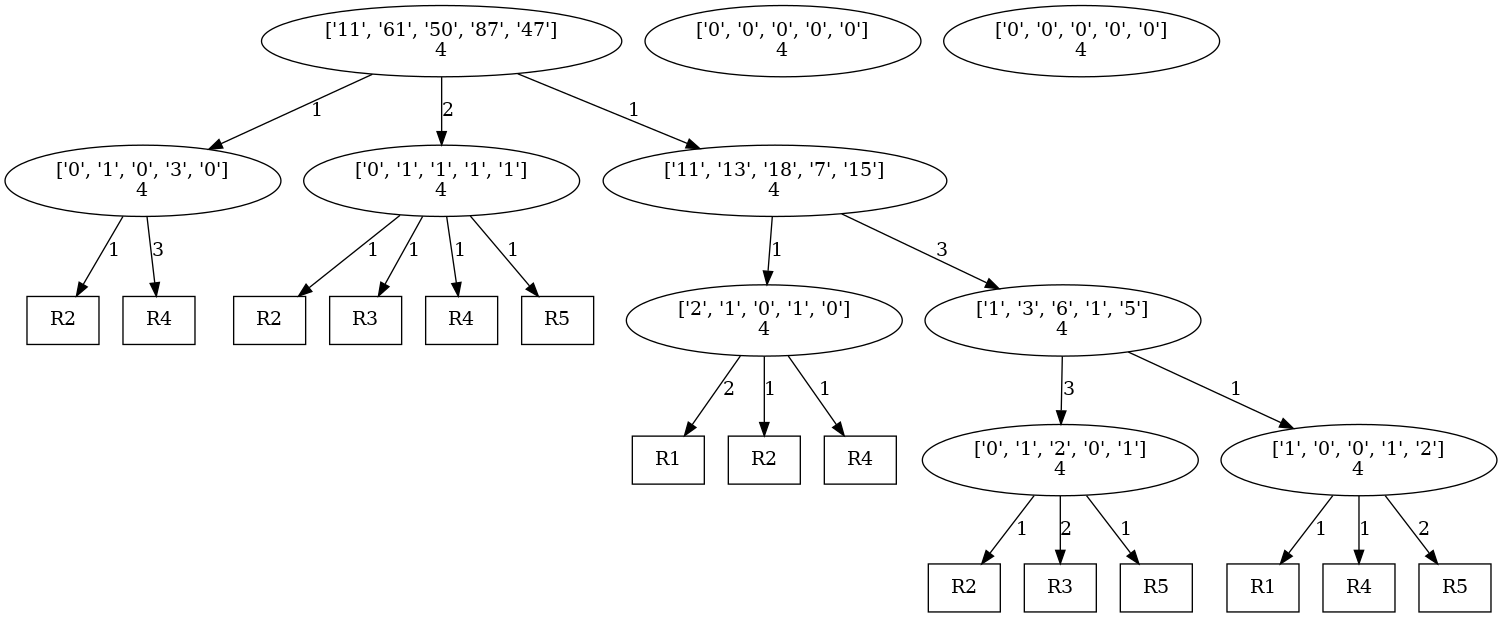 ['11', '61', '50', '87', '47']
4
['0', '0', '0', '0', '0']
4
['0', '0', '0', '0', '0']
4
1
2
1
['0', '1', '0', '3', '0']
4
['0', '1', '1', '1', '1']
4
['11', '13', '18', '7', '15']
4
1
3
1
1
1
1
1
3
R2
R4
R2
R3
R4
R5
['2', '1', '0', '1', '0']
4
['1', '3', '6', '1', '5']
4
2
1
1
3
1
R1
R2
R4
['0', '1', '2', '0', '1']
4
['1', '0', '0', '1', '2']
4
1
2
1
1
1
2
R2
R3
R5
R1
R4
R5